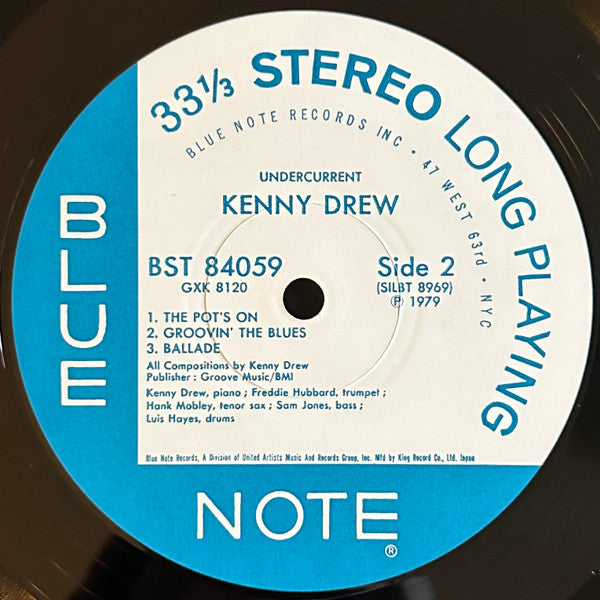 33⅓ STEREO LONG PLAYING
BLUE NOTE RECORDS INC • 47 WEST 63rd • NYC
UNDERCURRENT
KENNY DREW
BST 84059
GXK 8120
Side 2
(SILBT 8969)
Ⓟ 1979
1. THE POT'S ON
2. GROOVIN' THE BLUES
3. BALLADE
All Compositions by Kenny Drew
Publisher : Groove Music/BMI
Kenny Drew, piano ; Freddie Hubbard, trumpet ;
Hank Mobley, tenor sax ; Sam Jones, bass ;
Luis Hayes, drums
Blue Note Records, A Division of United Artists Music And Records Group, Inc. Mfd by King Record Co., Ltd. Japan
BLUE
NOTE®